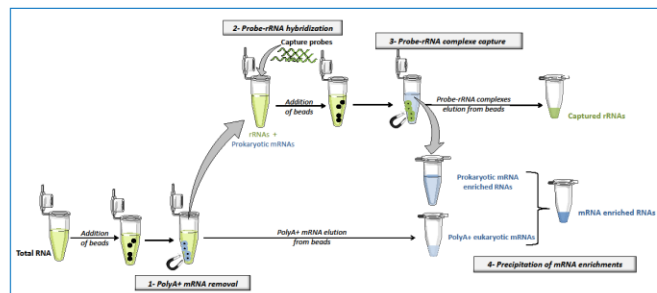 2- Probe-rRNA hybridization
Capture probes
3- Probe-rRNA complexe capture
Addition
of beads
Probe-rRNA complexes
elution from beads
Captured rRNAs
rRNAs +
Prokaryotic mRNAs
Prokaryotic mRNA
enriched RNAs
mRNA enriched RNAs
Total RNA
Addition
of beads
PolyA+ mRNA elution
from beads
PolyA+ eukaryotic mRNAs
1- PolyA+ mRNA removal
4- Precipitation of mRNA enrichments